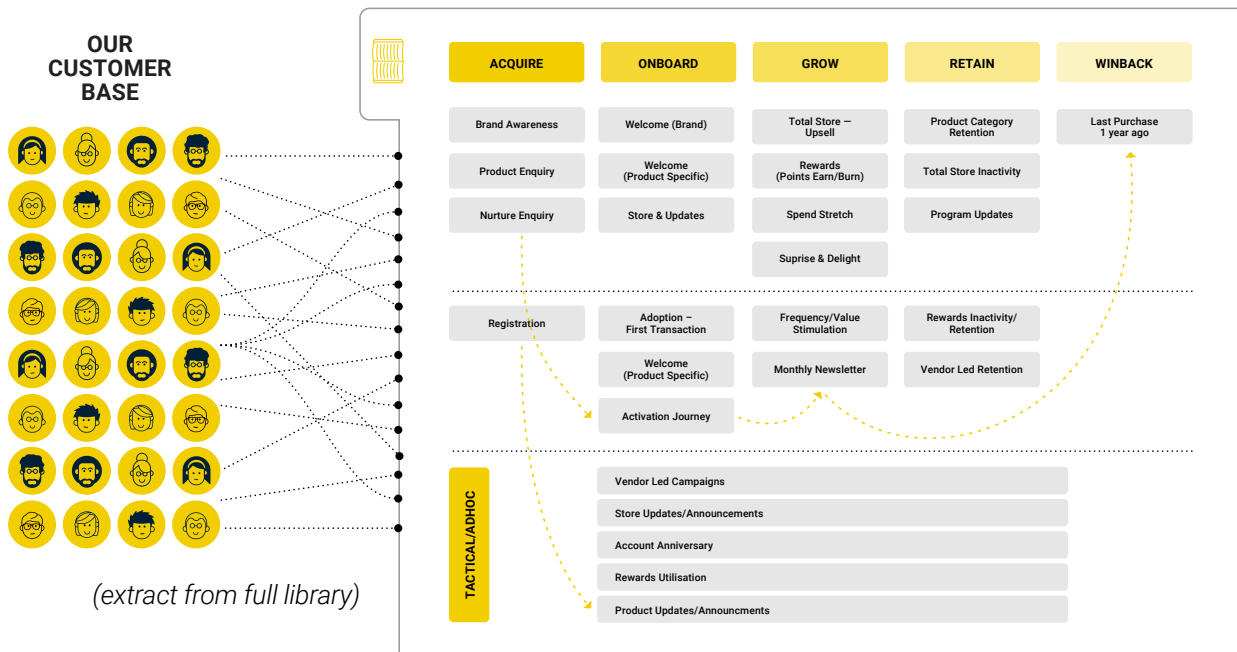 OUR
CUSTOMER
BASE
ACQUIRE
ONBOARD
GROW
RETAIN
WINBACK
Brand Awareness
Welcome (Brand)
Total Store —
Upsell
Product Category
Retention
Last Purchase
1 year ago
Product Enquiry
Welcome
(Product Specific)
Rewards
(Points Earn/Burn)
Total Store Inactivity
Nurture Enquiry
Store & Updates
Spend Stretch
Program Updates
Suprise & Delight
Registration
Adoption –
First Transaction
Frequency/Value
Stimulation
Rewards Inactivity/
Retention
Welcome
(Product Specific)
Monthly Newsletter
Vendor Led Retention
Activation Journey
TACTICAL/ADHOC
Vendor Led Campaigns
Store Updates/Announcements
Account Anniversary
Rewards Utilisation
Product Updates/Announcments
(extract from full library)